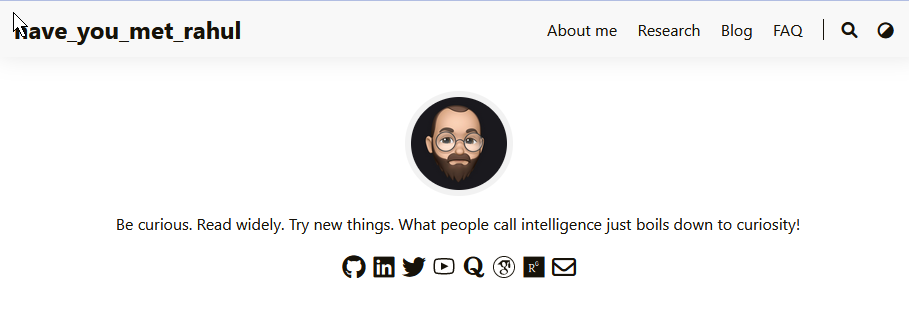 have_you_met_rahul
About me Research Blog FAQ
Be curious. Read widely. Try new things. What people call intelligence just boils down to curiosity!
in Q g R G